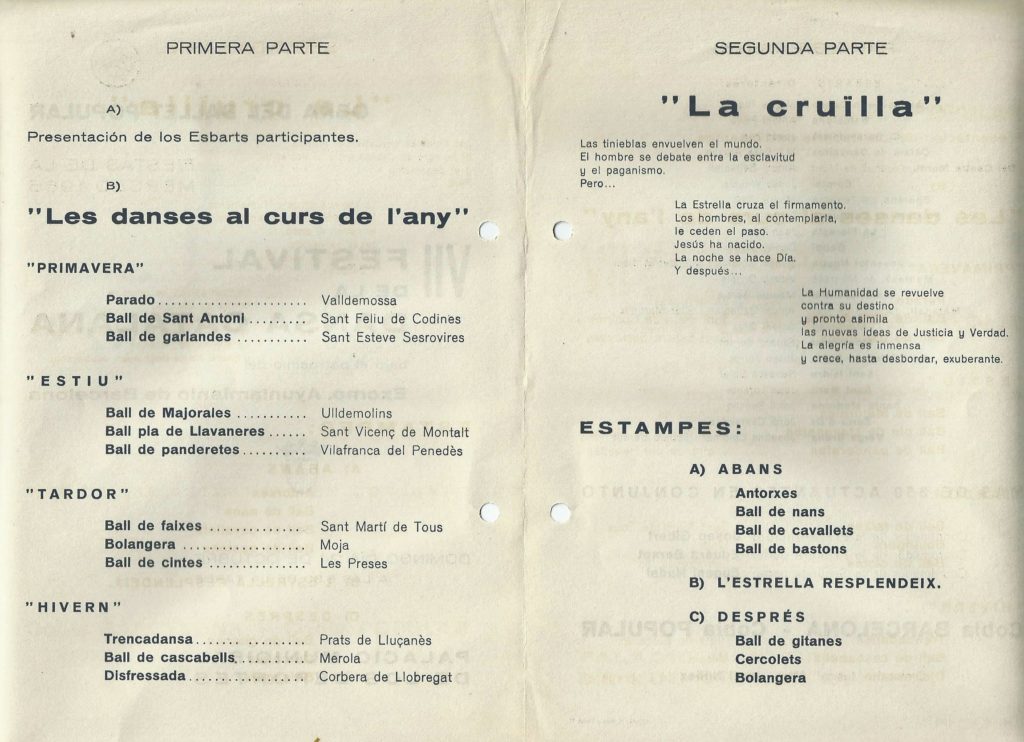 PRIMERA PARTE
A)
Presentación de los Esbarts participantes.
B)
"Les danses al curs de l'any"
"PRIMAVERA"
Parado ...................... Valldemossa
Ball de Sant Antoni ......... Sant Feliu de Codines
Ball de garlandes ........... Sant Esteve Sesrovires
"ESTIU"
Ball de Majorales ........... Ulldemolins
Ball pla de Llavaneres ...... Sant Vicenç de Montalt
Ball de panderetes .......... Vilafranca del Penedès
"TARDOR"
Ball de faixes .............. Sant Martí de Tous
Bolangera ................... Moja
Ball de cintes .............. Les Preses
"HIVERN"
Trencadansa ................. Prats de Lluçanès
Ball de cascabells .......... Merola
Disfressada ................. Corbera de Llobregat
SEGUNDA PARTE
"La cruïlla"
Las tinieblas envuelven el mundo.
El hombre se debate entre la esclavitud
y el paganismo.
Pero...
La Estrella cruza el firmamento.
Los hombres, al contemplarla,
le ceden el paso.
Jesús ha nacido.
La noche se hace Día.
Y después...
La Humanidad se revuelve
contra su destino
y pronto asimila
las nuevas ideas de Justicia y Verdad.
La alegría es inmensa
y crece, hasta desbordar, exuberante.
ESTAMPES:
A) ABANS
Antorxes
Ball de nans
Ball de cavallets
Ball de bastons
B) L'ESTRELLA RESPLENDEIX.
C) DESPRÉS
Ball de gitanes
Cercolets
Bolangera